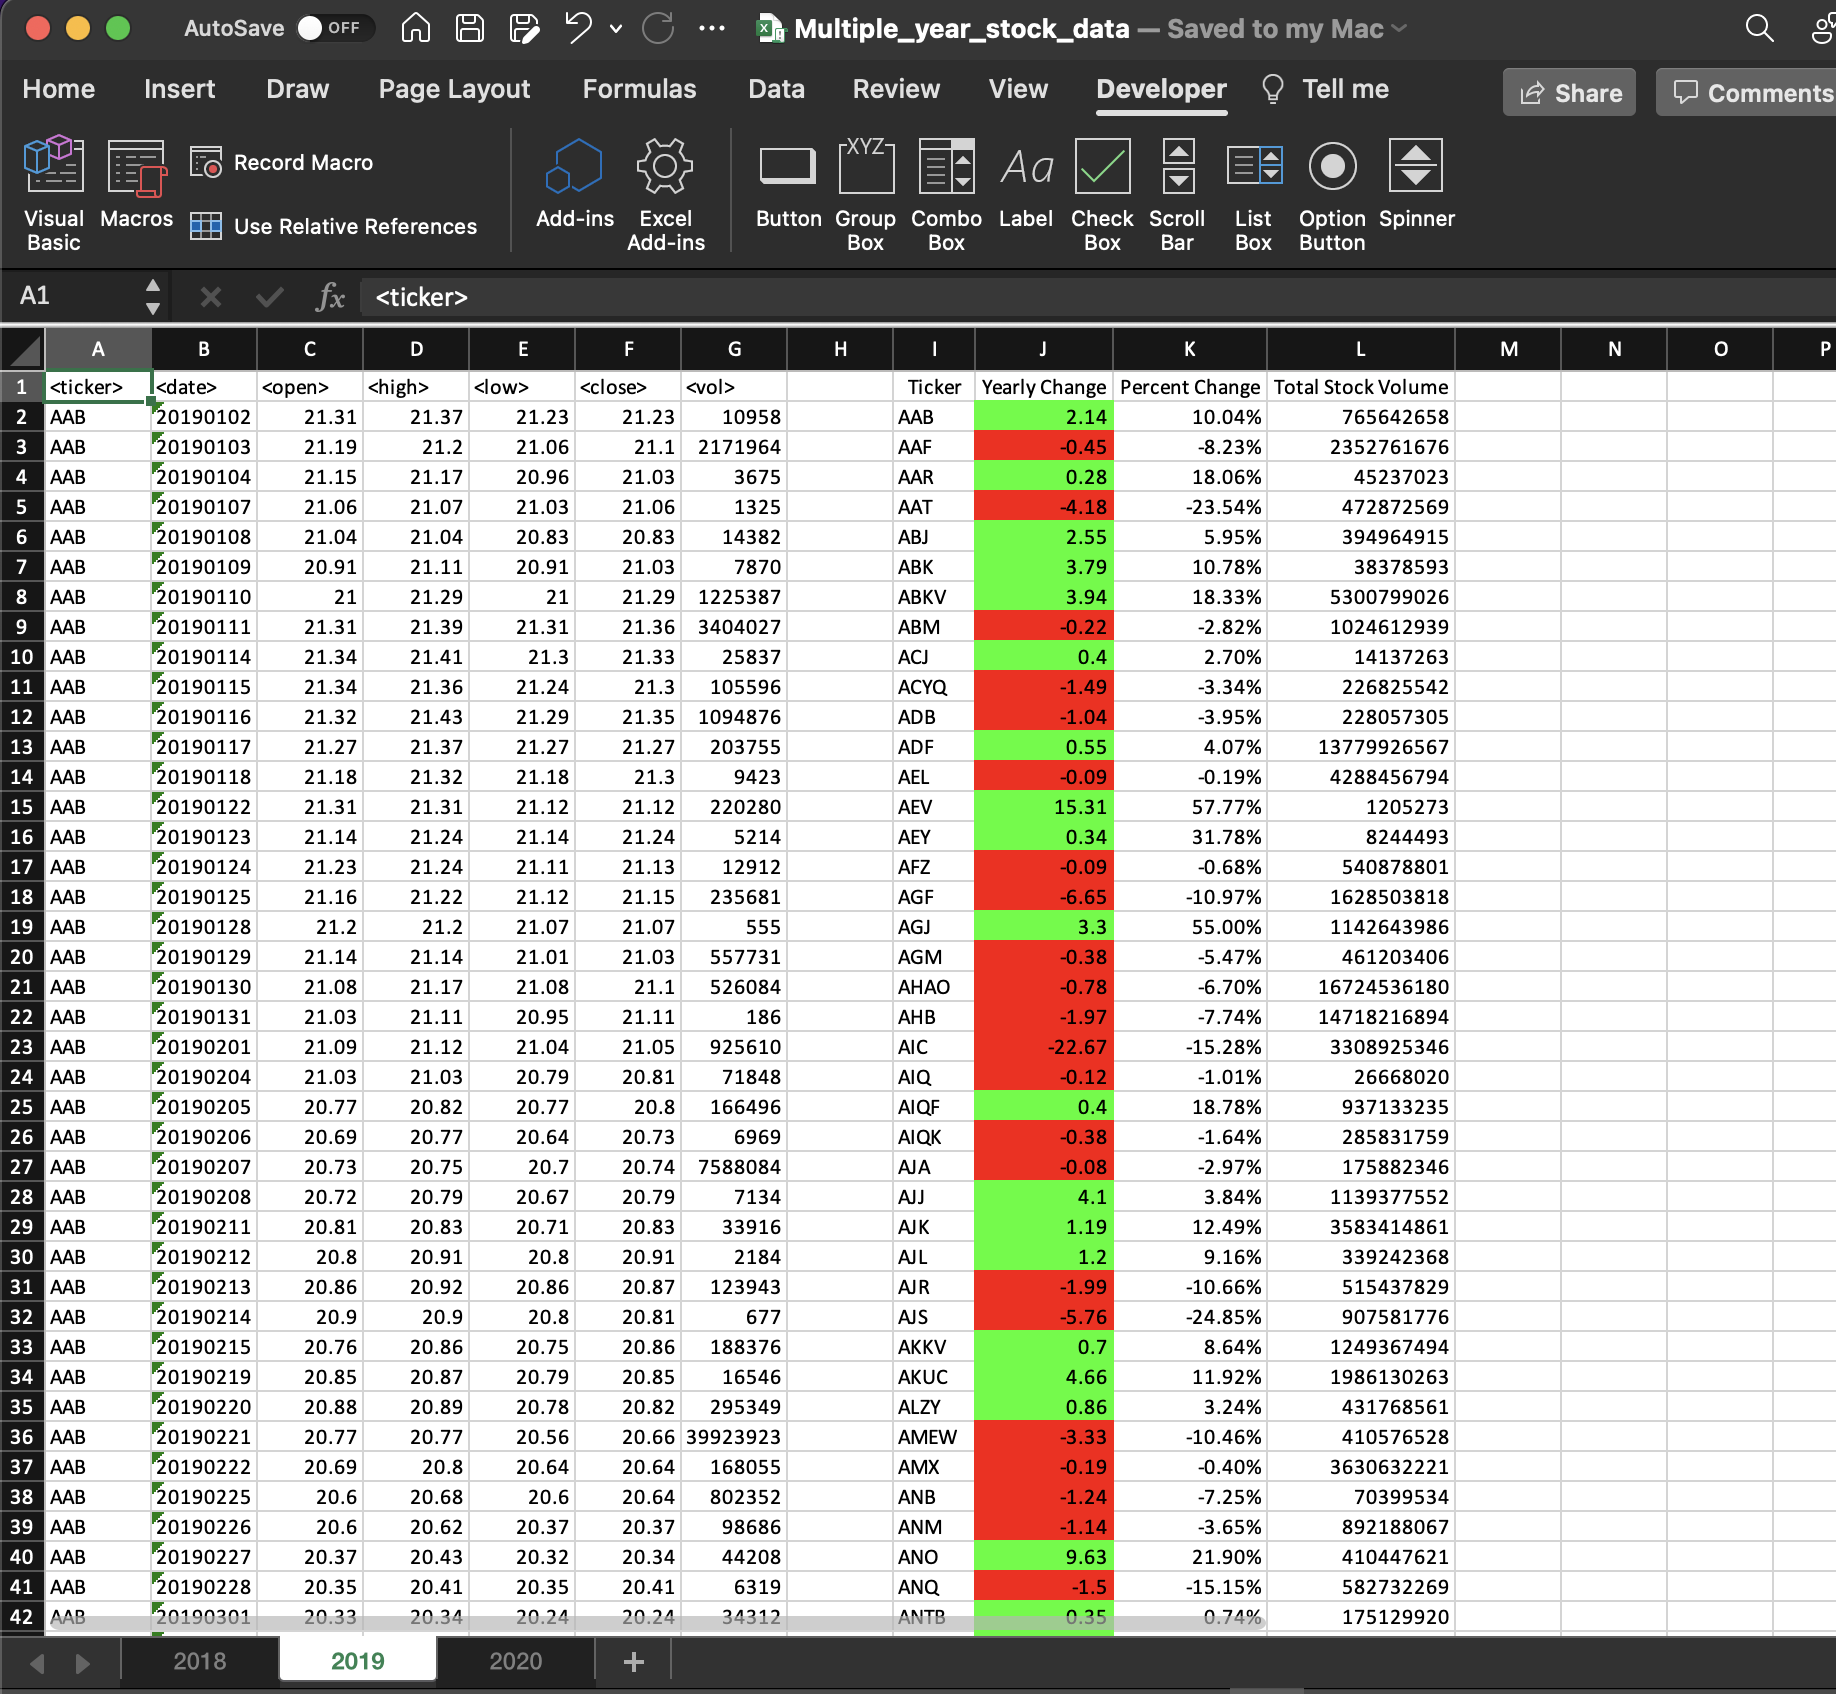 AutoSave OFF Multiple_year_stock_data — Saved to my Mac
Home Insert Draw Page Layout Formulas Data Review View Developer Tell me Share Comments
Visual Basic Macros Record Macro Use Relative References Add-ins Excel Add-ins Button XYZ Group Box Combo Box Aa Label Check Box Scroll Bar List Box Option Button Spinner
A1 fx <ticker>
A B C D E F G H I J K L M N O P
1 <ticker> <date> <open> <high> <low> <close> <vol> Ticker Yearly Change Percent Change Total Stock Volume
2 AAB 20190102 21.31 21.37 21.23 21.23 10958 AAB 2.14 10.04% 765642658
3 AAB 20190103 21.19 21.2 21.06 21.1 2171964 AAF -0.45 -8.23% 2352761676
4 AAB 20190104 21.15 21.17 20.96 21.03 3675 AAR 0.28 18.06% 45237023
5 AAB 20190107 21.06 21.07 21.03 21.06 1325 AAT -4.18 -23.54% 472872569
6 AAB 20190108 21.04 21.04 20.83 20.83 14382 ABJ 2.55 5.95% 394964915
7 AAB 20190109 20.91 21.11 20.91 21.03 7870 ABK 3.79 10.78% 38378593
8 AAB 20190110 21 21.29 21 21.29 1225387 ABKV 3.94 18.33% 5300799026
9 AAB 20190111 21.31 21.39 21.31 21.36 3404027 ABM -0.22 -2.82% 1024612939
10 AAB 20190114 21.34 21.41 21.3 21.33 25837 ACJ 0.4 2.70% 14137263
11 AAB 20190115 21.34 21.36 21.24 21.3 105596 ACYQ -1.49 -3.34% 226825542
12 AAB 20190116 21.32 21.43 21.29 21.35 1094876 ADB -1.04 -3.95% 228057305
13 AAB 20190117 21.27 21.37 21.27 21.27 203755 ADF 0.55 4.07% 13779926567
14 AAB 20190118 21.18 21.32 21.18 21.3 9423 AEL -0.09 -0.19% 4288456794
15 AAB 20190122 21.31 21.31 21.12 21.12 220280 AEV 15.31 57.77% 1205273
16 AAB 20190123 21.14 21.24 21.14 21.24 5214 AEY 0.34 31.78% 8244493
17 AAB 20190124 21.23 21.24 21.11 21.13 12912 AFZ -0.09 -0.68% 540878801
18 AAB 20190125 21.16 21.22 21.12 21.15 235681 AGF -6.65 -10.97% 1628503818
19 AAB 20190128 21.2 21.2 21.07 21.07 555 AGJ 3.3 55.00% 1142643986
20 AAB 20190129 21.14 21.14 21.01 21.03 557731 AGM -0.38 -5.47% 461203406
21 AAB 20190130 21.08 21.17 21.08 21.1 526084 AHAO -0.78 -6.70% 16724536180
22 AAB 20190131 21.03 21.11 20.95 21.11 186 AHB -1.97 -7.74% 14718216894
23 AAB 20190201 21.09 21.12 21.04 21.05 925610 AIC -22.67 -15.28% 3308925346
24 AAB 20190204 21.03 21.03 20.79 20.81 71848 AIQ -0.12 -1.01% 26668020
25 AAB 20190205 20.77 20.82 20.77 20.8 166496 AIQF 0.4 18.78% 937133235
26 AAB 20190206 20.69 20.77 20.64 20.73 6969 AIQK -0.38 -1.64% 285831759
27 AAB 20190207 20.73 20.75 20.7 20.74 7588084 AJA -0.08 -2.97% 175882346
28 AAB 20190208 20.72 20.79 20.67 20.79 7134 AJJ 4.1 3.84% 1139377552
29 AAB 20190211 20.81 20.83 20.71 20.83 33916 AJK 1.19 12.49% 3583414861
30 AAB 20190212 20.8 20.91 20.8 20.91 2184 AJL 1.2 9.16% 339242368
31 AAB 20190213 20.86 20.92 20.86 20.87 123943 AJR -1.99 -10.66% 515437829
32 AAB 20190214 20.9 20.9 20.8 20.81 677 AJS -5.76 -24.85% 907581776
33 AAB 20190215 20.76 20.86 20.75 20.86 188376 AKKV 0.7 8.64% 1249367494
34 AAB 20190219 20.85 20.87 20.79 20.85 16546 AKUC 4.66 11.92% 1986130263
35 AAB 20190220 20.88 20.89 20.78 20.82 295349 ALZY 0.86 3.24% 431768561
36 AAB 20190221 20.77 20.77 20.56 20.66 39923923 AMEW -3.33 -10.46% 410576528
37 AAB 20190222 20.69 20.8 20.64 20.64 168055 AMX -0.19 -0.40% 3630632221
38 AAB 20190225 20.6 20.68 20.6 20.64 802352 ANB -1.24 -7.25% 70399534
39 AAB 20190226 20.6 20.62 20.37 20.37 98686 ANM -1.14 -3.65% 892188067
40 AAB 20190227 20.37 20.43 20.32 20.34 44208 ANO 9.63 21.90% 410447621
41 AAB 20190228 20.35 20.41 20.35 20.41 6319 ANQ -1.5 -15.15% 582732269
42 AAB 20190301 20.33 20.34 20.24 20.24 34312 ANTB 0.35 0.74% 175129920
2018 2019 2020 +